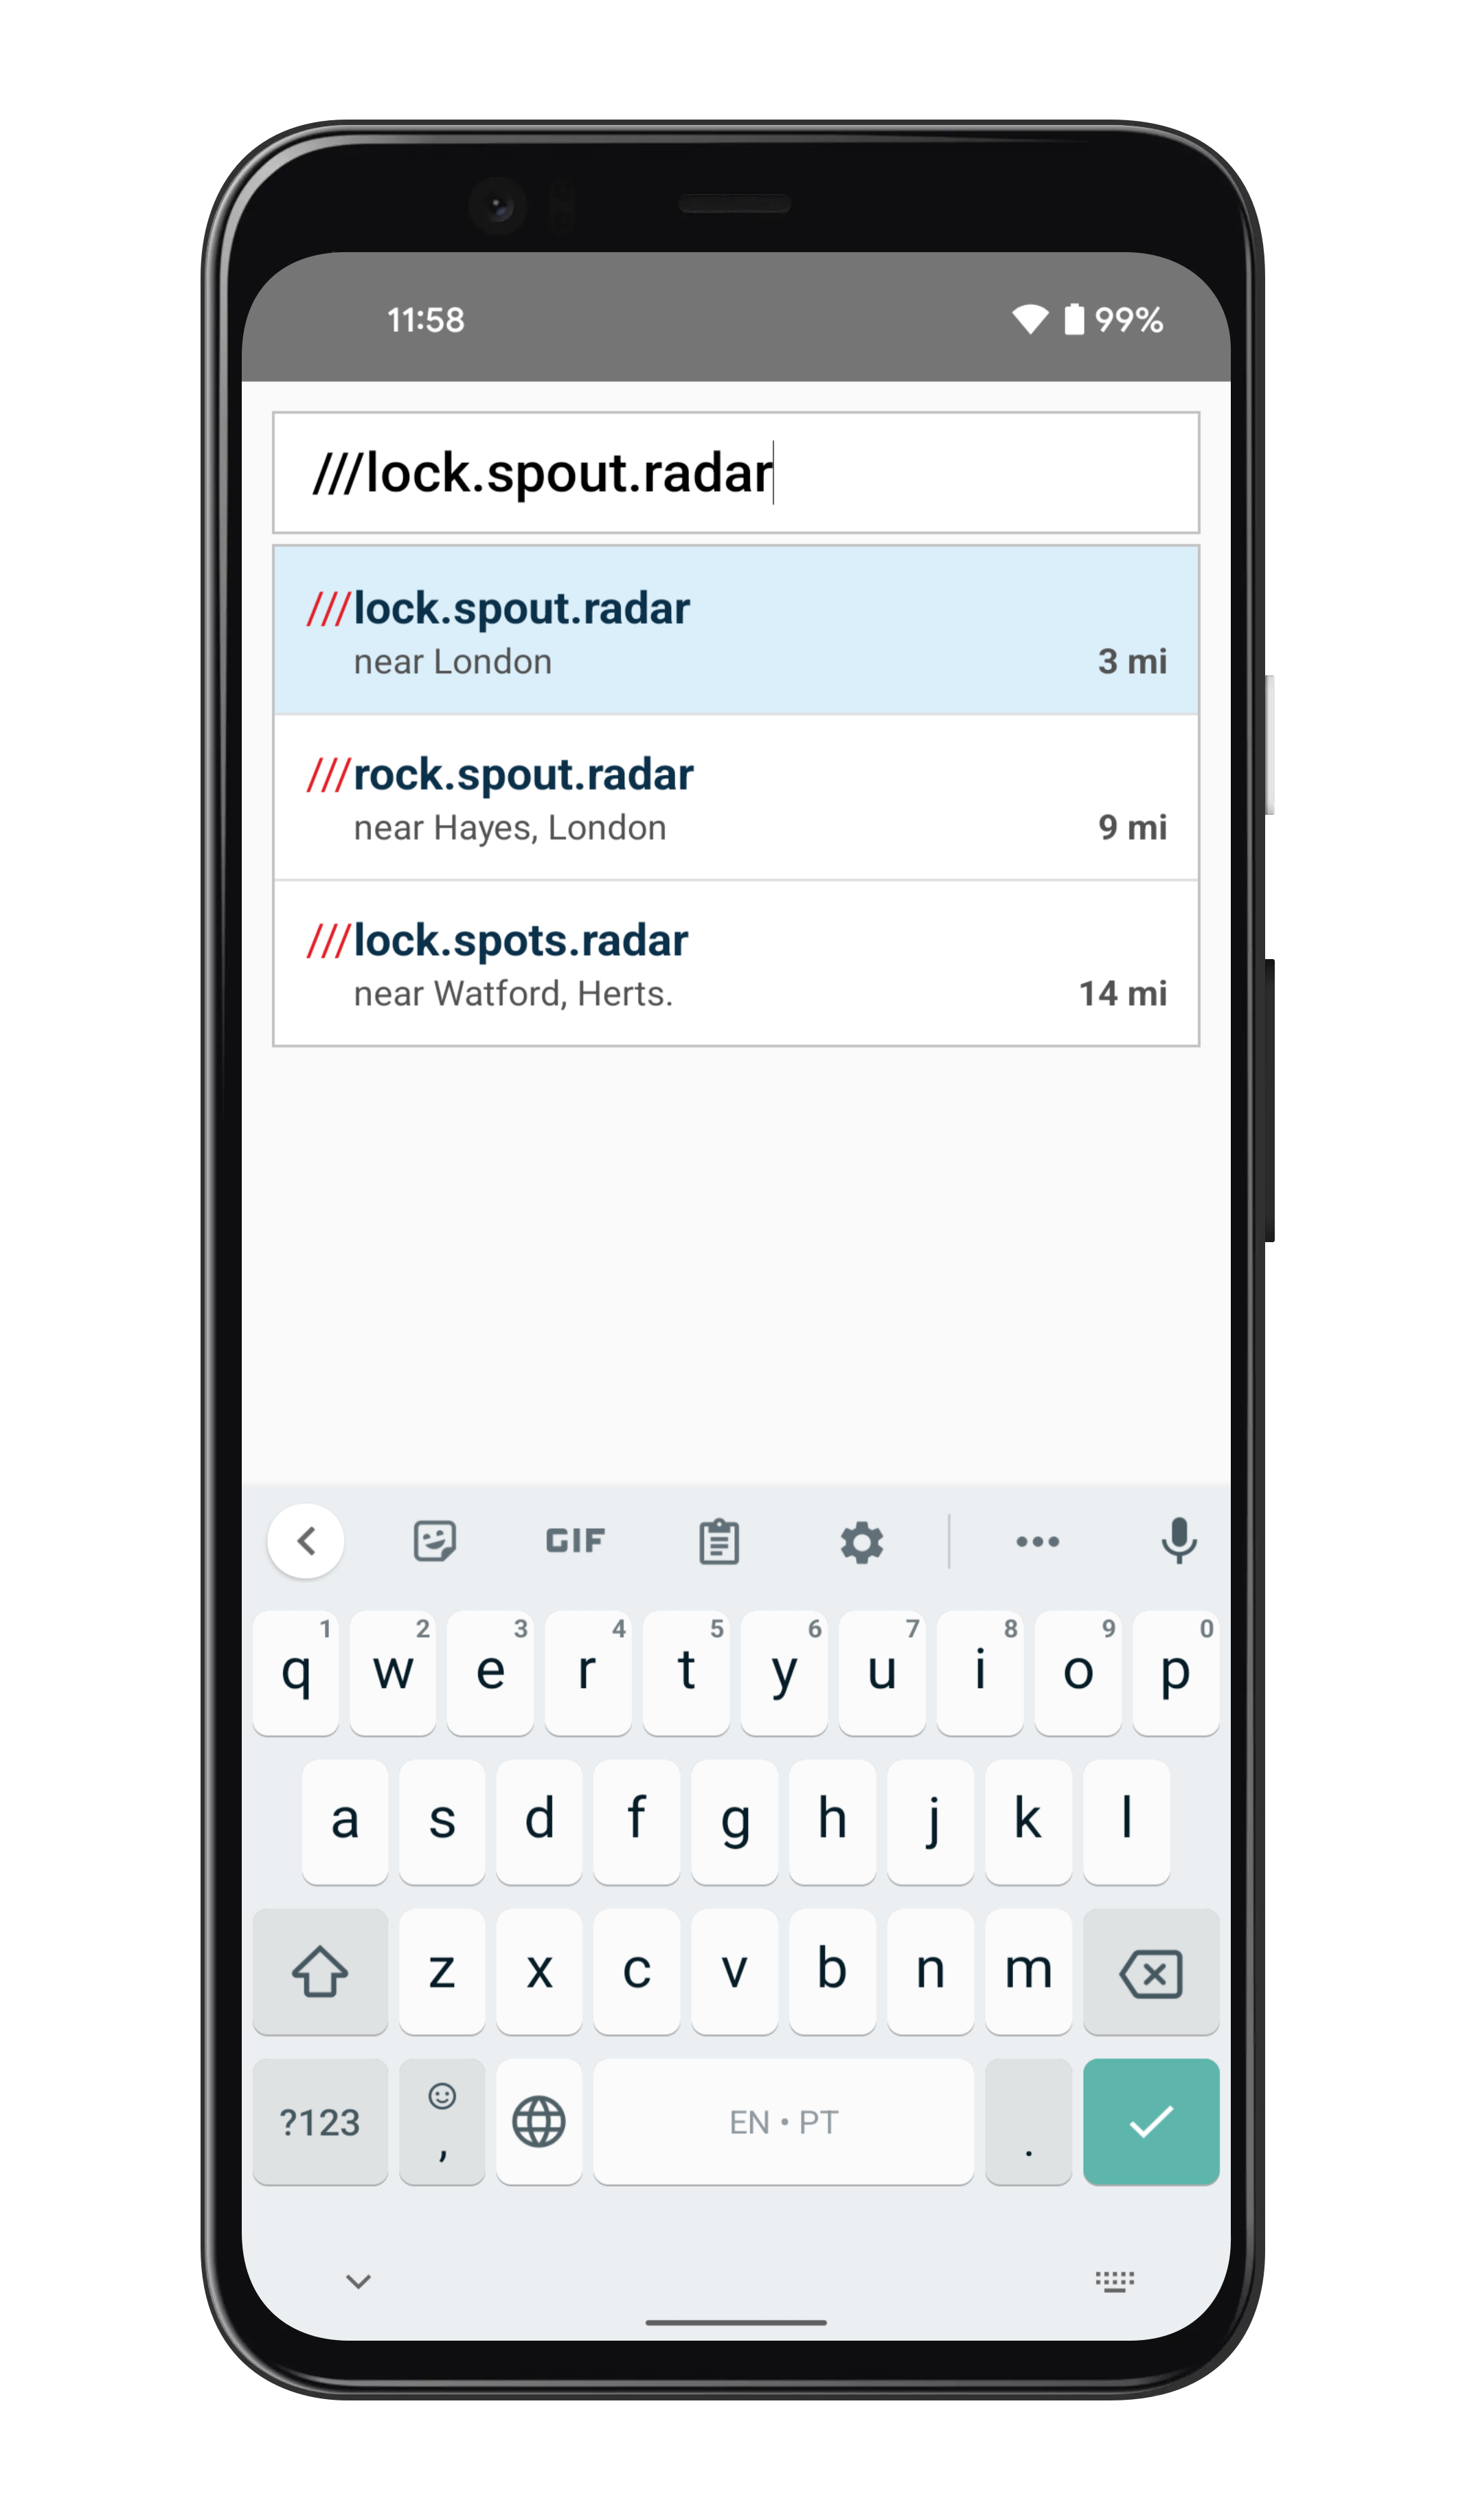 11:58 99%
///lock.spout.radar
///lock.spout.radar
near London 3 mi
///rock.spout.radar
near Hayes, London 9 mi
///lock.spots.radar
near Watford, Herts. 14 mi
GIF
1 2 3 4 5 6 7 8 9 0
q w e r t y u i o p
a s d f g h j k l
z x c v b n m
?123 , EN • PT .